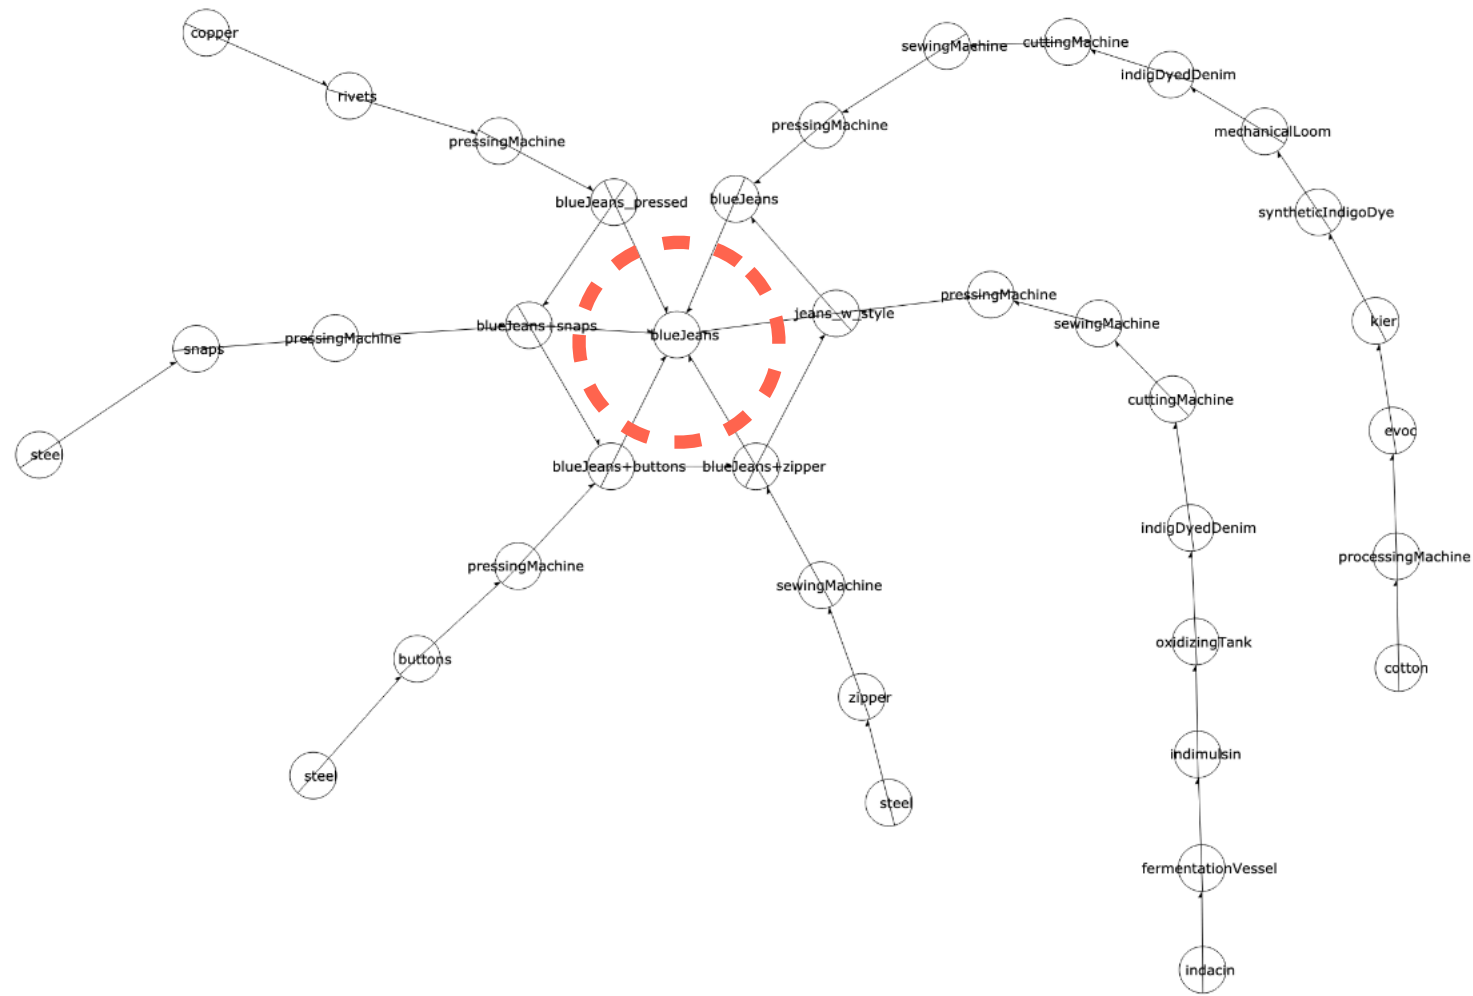 copper
rivets
pressingMachine
blueJeans_pressed
sewingMachine
cuttingMachine
indigDyedDenim
mechanicalLoom
syntheticIndigoDye
pressingMachine
blueJeans
kier
evoc
processingMachine
cotton
pressingMachine
sewingMachine
cuttingMachine
indigDyedDenim
oxidizingTank
indimulsin
fermentationVessel
indacin
jeans_w_style
blueJeans
blueJeans+snaps
pressingMachine
snaps
steel
blueJeans+buttons
blueJeans+zipper
pressingMachine
buttons
steel
sewingMachine
zipper
steel